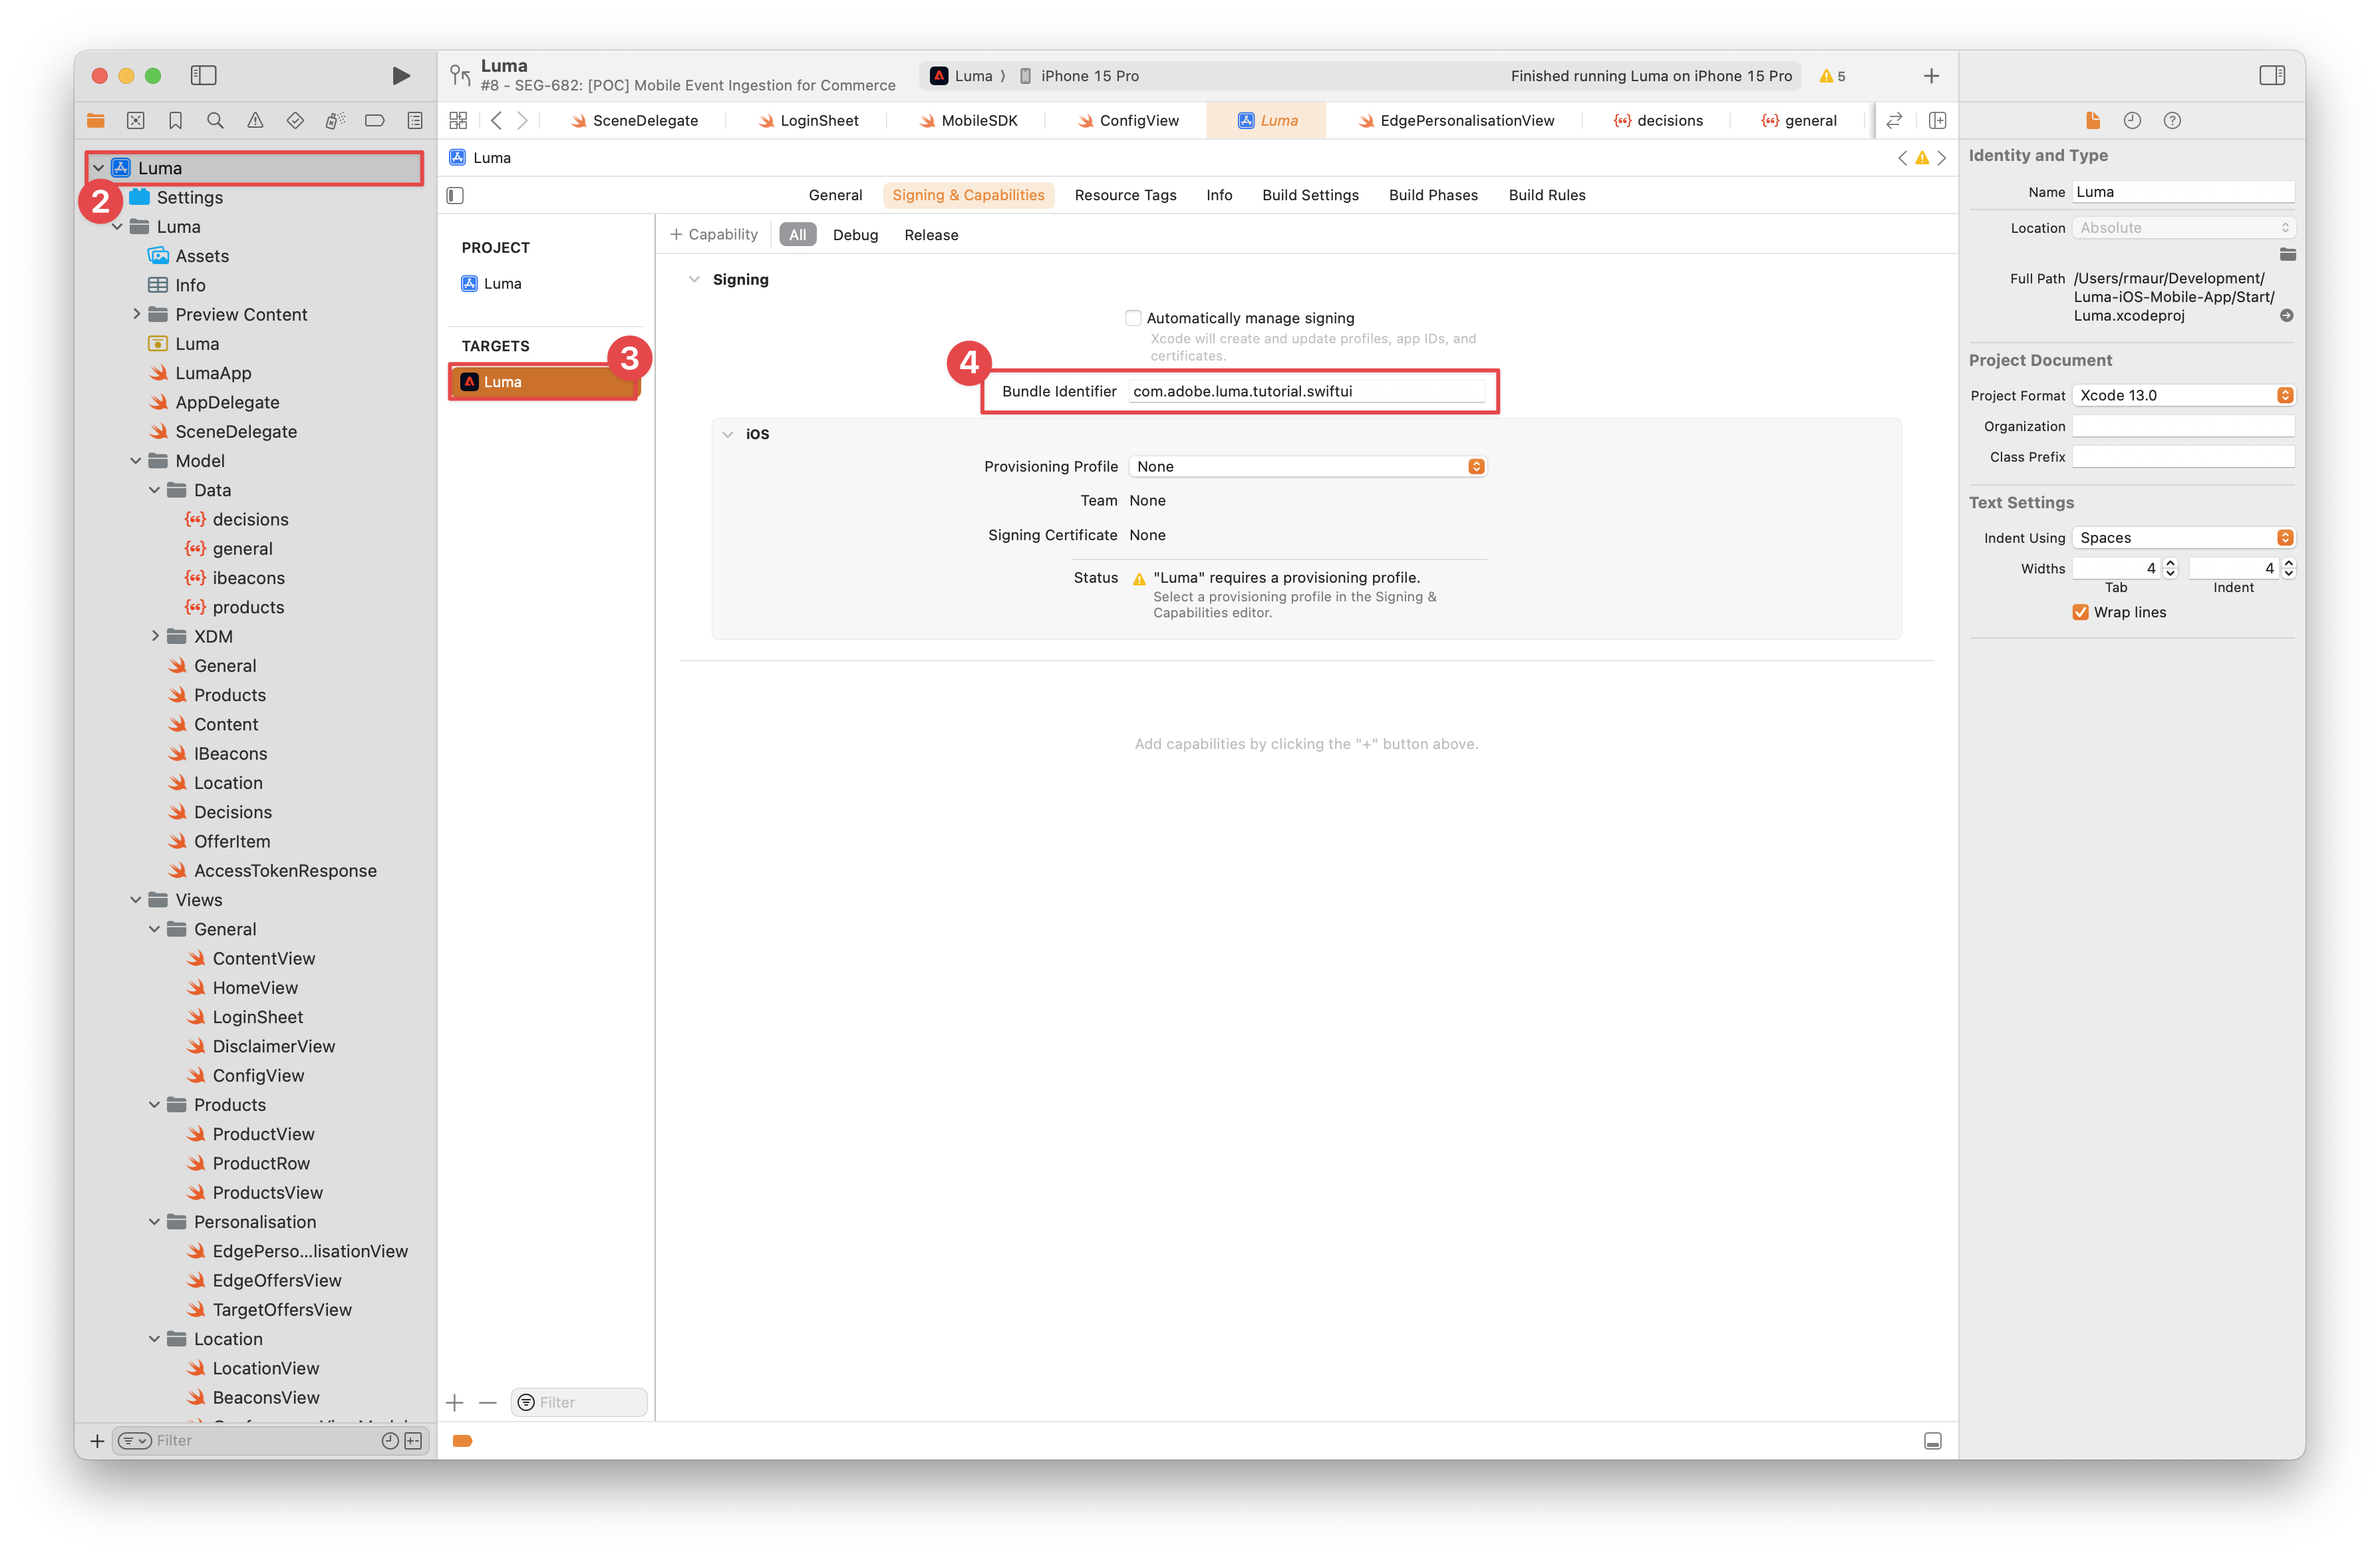 Luma
#8 - SEG-682: [POC] Mobile Event Ingestion for Commerce
Luma
iPhone 15 Pro
Finished running Luma on iPhone 15 Pro
5
SceneDelegate
LoginSheet
MobileSDK
ConfigView
Luma
EdgePersonalisationView
decisions
general
Luma
2
Settings
Luma
Assets
Info
Preview Content
Luma
LumaApp
AppDelegate
SceneDelegate
Model
Data
decisions
general
ibeacons
products
XDM
General
Products
Content
IBeacons
Location
Decisions
OfferItem
AccessTokenResponse
Views
General
ContentView
HomeView
LoginSheet
DisclaimerView
ConfigView
Products
ProductView
ProductRow
ProductsView
Personalisation
EdgePerso...lisationView
EdgeOffersView
TargetOffersView
Location
LocationView
BeaconsView
Filter
Luma
General
Signing & Capabilities
Resource Tags
Info
Build Settings
Build Phases
Build Rules
PROJECT
Luma
TARGETS
3
Luma
Filter
+ Capability
All
Debug
Release
Signing
Automatically manage signing
Xcode will create and update profiles, app IDs, and
certificates.
4
Bundle Identifier com.adobe.luma.tutorial.swiftui
iOS
Provisioning Profile None
Team None
Signing Certificate None
Status "Luma" requires a provisioning profile.
Select a provisioning profile in the Signing &
Capabilities editor.
Add capabilities by clicking the "+" button above.
Identity and Type
Name Luma
Location Absolute
Full Path /Users/rmaur/Development/
Luma-iOS-Mobile-App/Start/
Luma.xcodeproj
Project Document
Project Format Xcode 13.0
Organization
Class Prefix
Text Settings
Indent Using Spaces
Widths 4 4
Tab Indent
Wrap lines